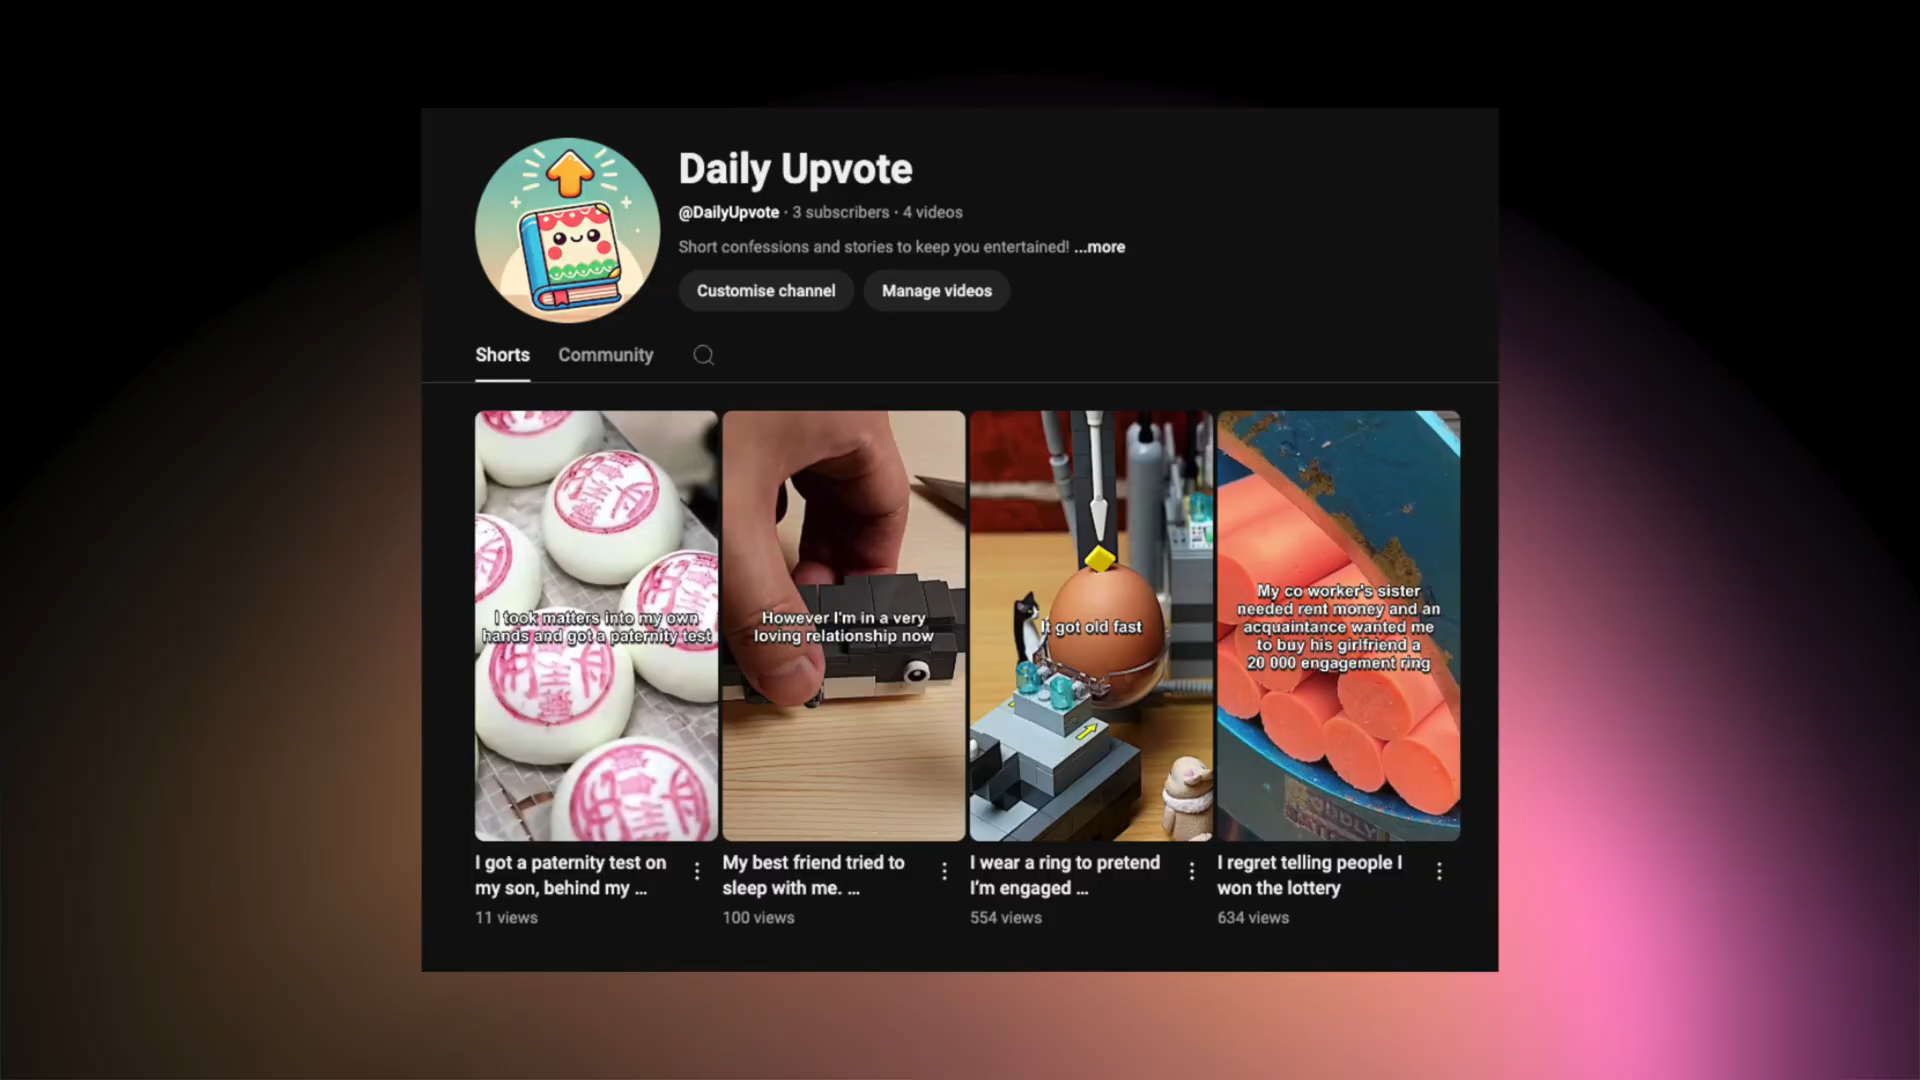 Daily Upvote
@DailyUpvote · 3 subscribers · 4 videos
Short confessions and stories to keep you entertained! ...more
Customise channel
Manage videos
Shorts
Community
I took matters into my own
hands and got a paternity test
However I'm in a very
loving relationship now
It got old fast
My co worker's sister
needed rent money and an
acquaintance wanted me
to buy his girlfriend a
20 000 engagement ring
I got a paternity test on
my son, behind my ...
11 views
My best friend tried to
sleep with me. ...
100 views
I wear a ring to pretend
I'm engaged ...
554 views
I regret telling people I
won the lottery
634 views